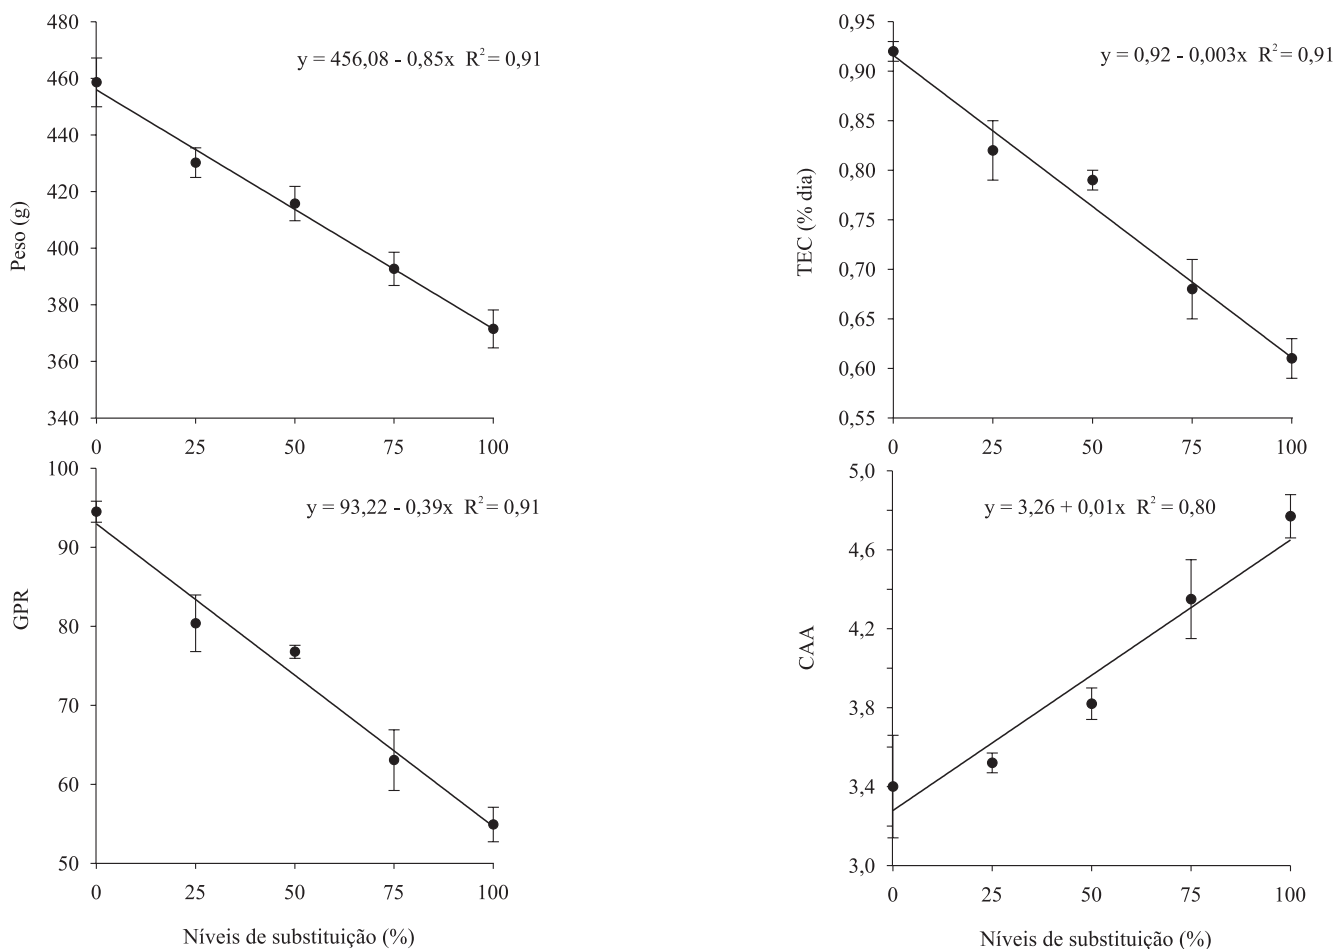 480
460
440
420
400
380
360
340
Peso (g)
y = 456,08 - 0,85x R² = 0,91
0 25 50 75 100
0,95
0,90
0,85
0,80
0,75
0,70
0,65
0,60
0,55
TEC (% dia)
y = 0,92 - 0,003x R² = 0,91
0 25 50 75 100
100
90
80
70
60
50
GPR
y = 93,22 - 0,39x R² = 0,91
0 25 50 75 100
Níveis de substituição (%)
5,0
4,6
4,2
3,8
3,4
3,0
CAA
y = 3,26 + 0,01x R² = 0,80
0 25 50 75 100
Níveis de substituição (%)